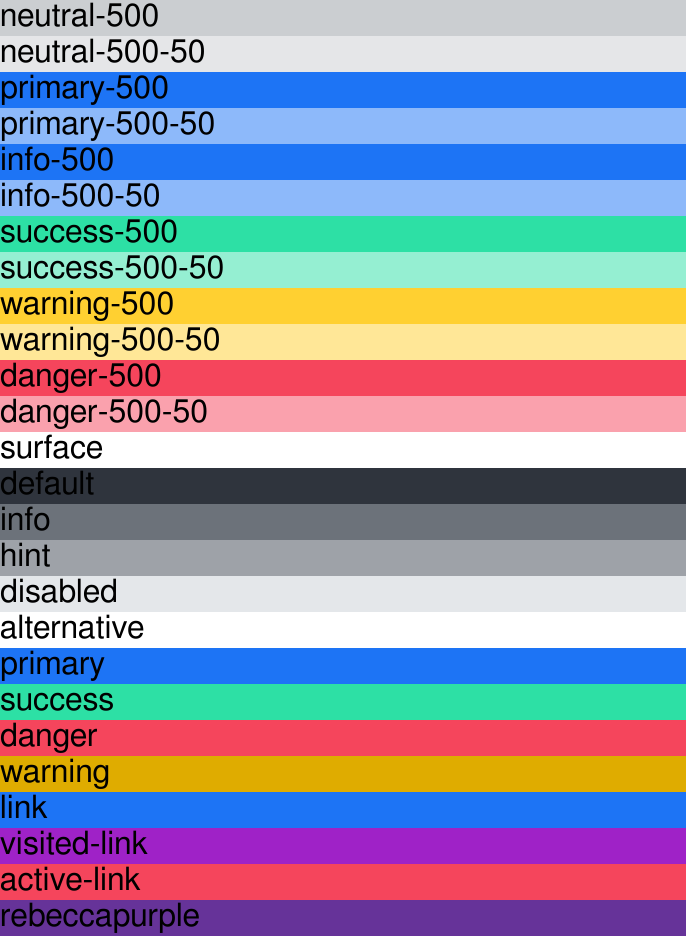 neutral-500
neutral-500-50
primary-500
primary-500-50
info-500
info-500-50
success-500
success-500-50
warning-500
warning-500-50
danger-500
danger-500-50
surface
default
info
hint
disabled
alternative
primary
success
danger
warning
link
visited-link
active-link
rebeccapurple